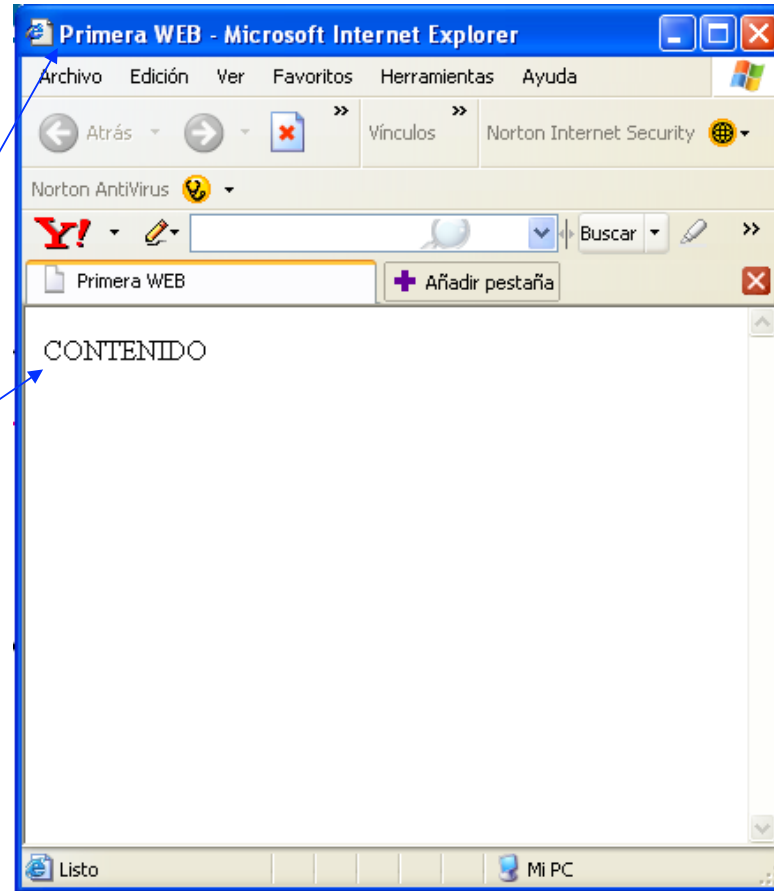 Primera WEB - Microsoft Internet Explorer
Archivo Edición Ver Favoritos Herramientas Ayuda
Atrás » Vínculos » Norton Internet Security
Norton AntiVirus
Y! Buscar »
Primera WEB Añadir pestaña
CONTENIDO
Listo Mi PC